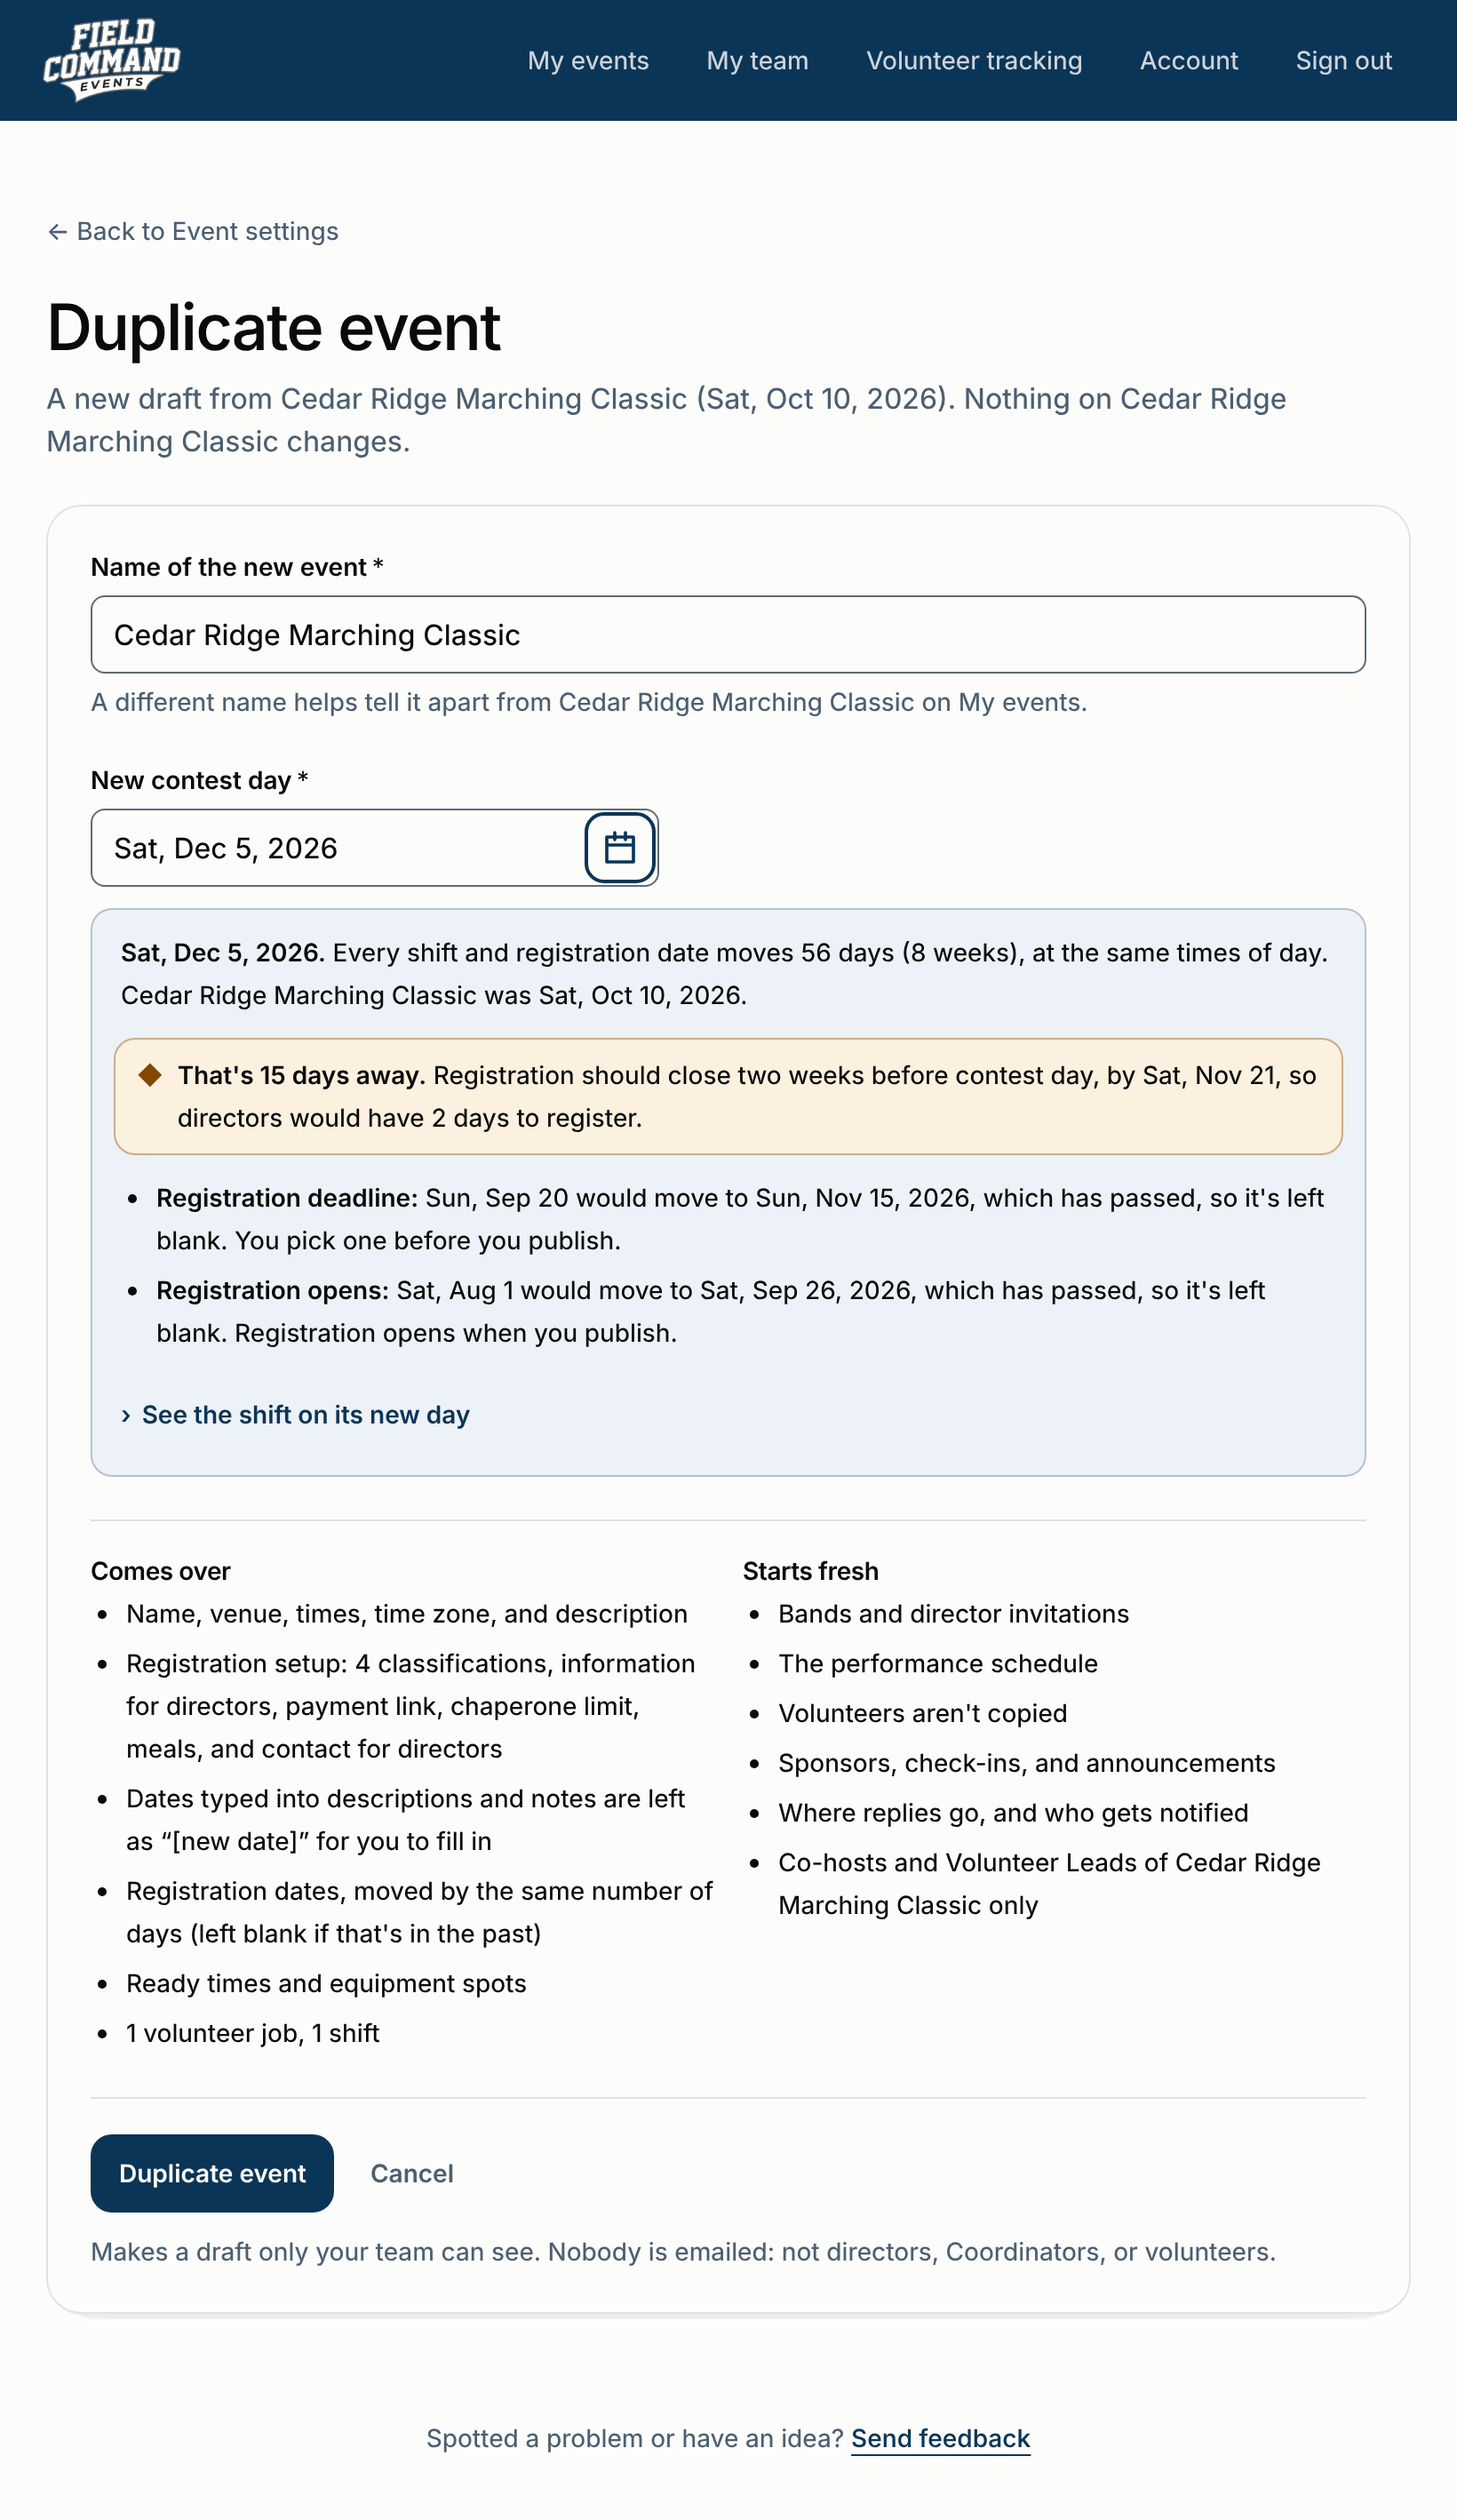 FIELD
COMMAND
EVENTS
My events
My team
Volunteer tracking
Account
Sign out
← Back to Event settings
Duplicate event
A new draft from Cedar Ridge Marching Classic (Sat, Oct 10, 2026). Nothing on Cedar Ridge
Marching Classic changes.
Name of the new event *
Cedar Ridge Marching Classic
A different name helps tell it apart from Cedar Ridge Marching Classic on My events.
New contest day *
Sat, Dec 5, 2026
Sat, Dec 5, 2026. Every shift and registration date moves 56 days (8 weeks), at the same times of day.
Cedar Ridge Marching Classic was Sat, Oct 10, 2026.
That's 15 days away. Registration should close two weeks before contest day, by Sat, Nov 21, so
directors would have 2 days to register.
• Registration deadline: Sun, Sep 20 would move to Sun, Nov 15, 2026, which has passed, so it's left
blank. You pick one before you publish.
• Registration opens: Sat, Aug 1 would move to Sat, Sep 26, 2026, which has passed, so it's left
blank. Registration opens when you publish.
› See the shift on its new day
Comes over
• Name, venue, times, time zone, and description
• Registration setup: 4 classifications, information
for directors, payment link, chaperone limit,
meals, and contact for directors
• Dates typed into descriptions and notes are left
as “[new date]” for you to fill in
• Registration dates, moved by the same number of
days (left blank if that's in the past)
• Ready times and equipment spots
• 1 volunteer job, 1 shift
Starts fresh
• Bands and director invitations
• The performance schedule
• Volunteers aren't copied
• Sponsors, check-ins, and announcements
• Where replies go, and who gets notified
• Co-hosts and Volunteer Leads of Cedar Ridge
Marching Classic only
Duplicate event
Cancel
Makes a draft only your team can see. Nobody is emailed: not directors, Coordinators, or volunteers.
Spotted a problem or have an idea? Send feedback